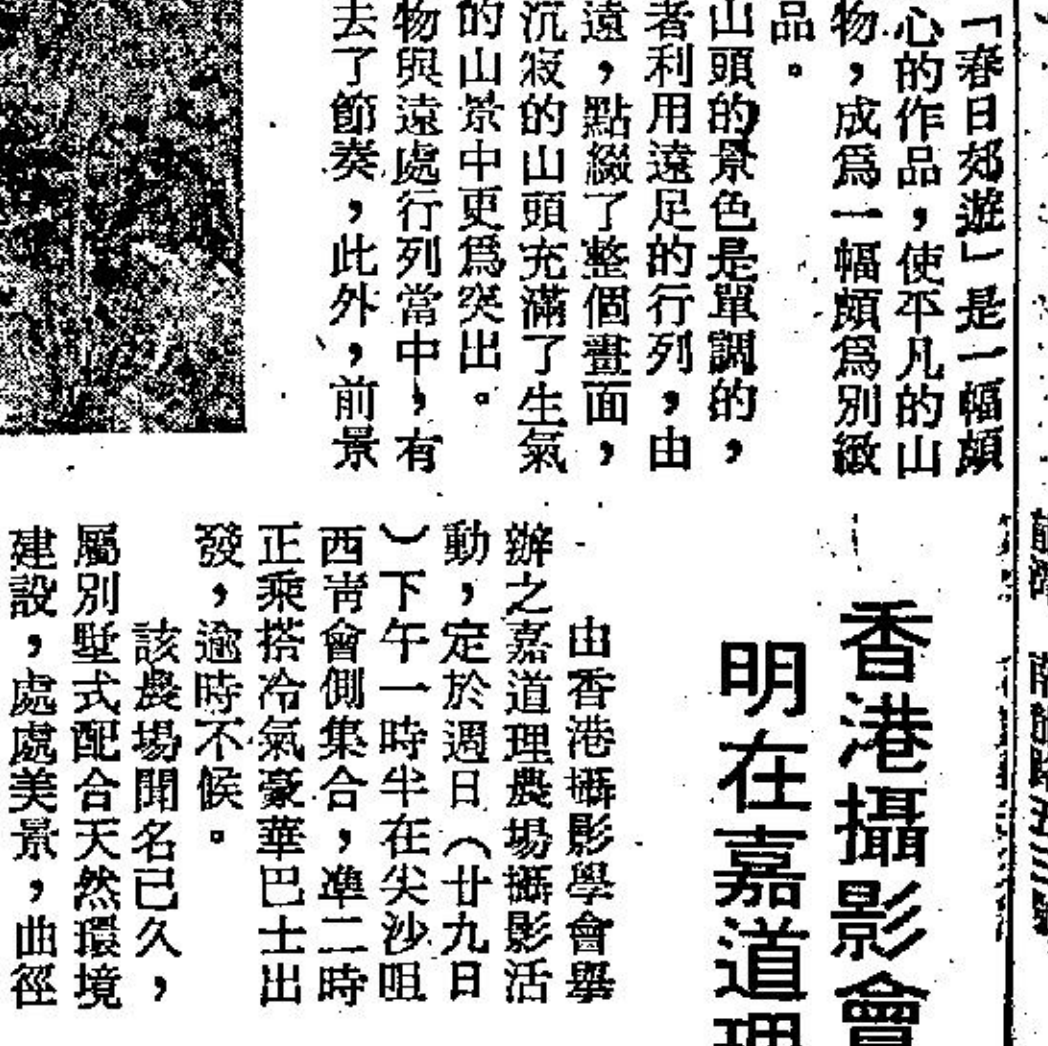 「春日郊遊」是一幅頗
心的作品，使平凡的山
物，成爲一幅頗爲別緻
品。
山頭的景色是單調的，
者利用遠足的行列，由
遠，點綴了整個畫面，
沉寂的山頭充滿了生氣
的山景中更爲突出。
物與遠處行列當中，有
去了節奏，此外，前景
香港攝影會
明在嘉道理
由香港攝影學會舉
辦之嘉道理農場攝影活
動，定於週日（廿九日
）下午一時半在尖沙咀
西青會側集合，準二時
正乘搭冷氣豪華巴士出
發，逾時不候。
該農場聞名已久，
屬別墅式配合天然環境
建設，處處美景，曲徑